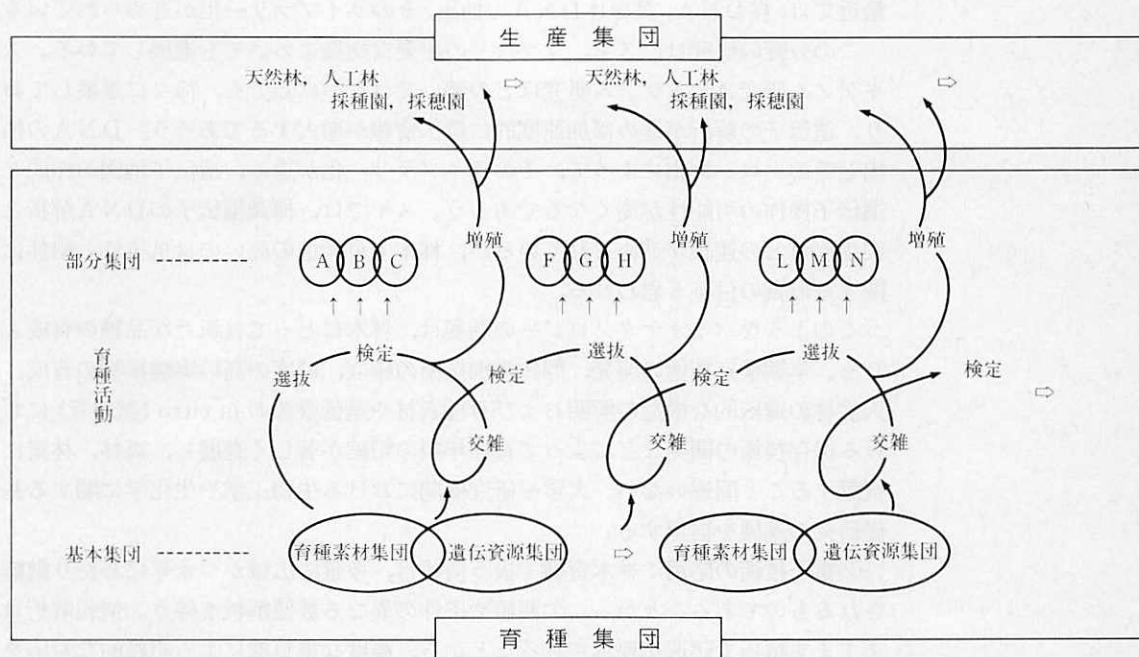 生産集団
天然林，人工林 ⇨ 天然林，人工林 ⇨
採種園，採穂園 採種園，採穂園
増殖 増殖 増殖
部分集団 A B C F G H L M N
育種活動
検定 選抜 選抜
選抜 検定 検定 検定
⇨
交雑 交雑 交雑
基本集団 育種素材集団 遺伝資源集団 ⇨ 育種素材集団 遺伝資源集団
育種集団